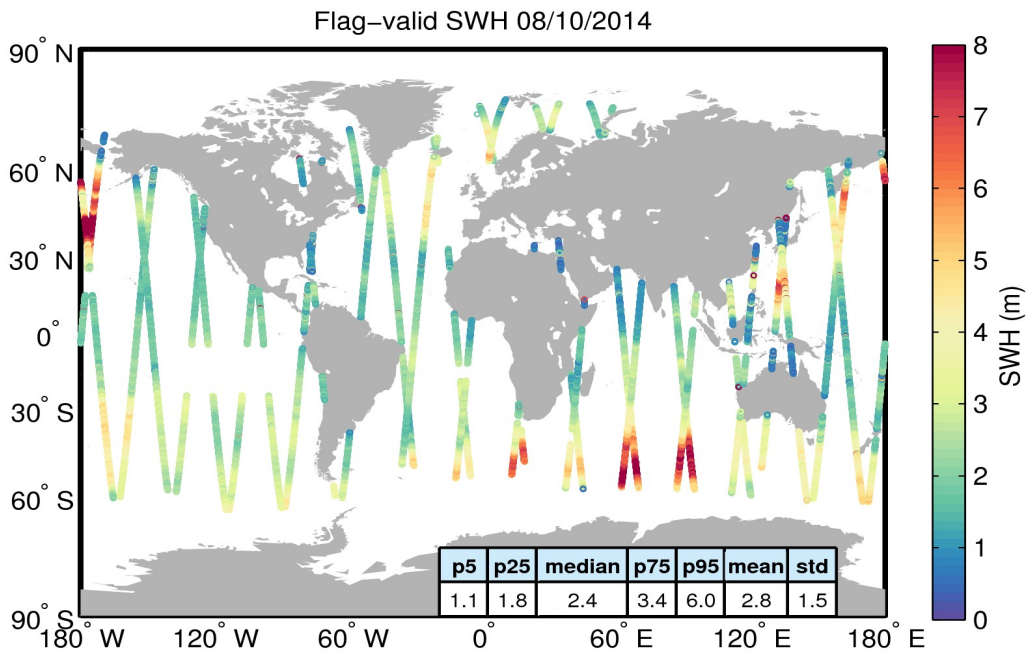 Flag−valid SWH 08/10/2014
90° N
60° N
30° N
0°
30° S
60° S
90° S
180° W
120° W
60° W
0°
60° E
120° E
180° E
p5 p25 median p75 p95 mean std
1.1 1.8 2.4 3.4 6.0 2.8 1.5
8
7
6
5
4
3
2
1
0
SWH (m)